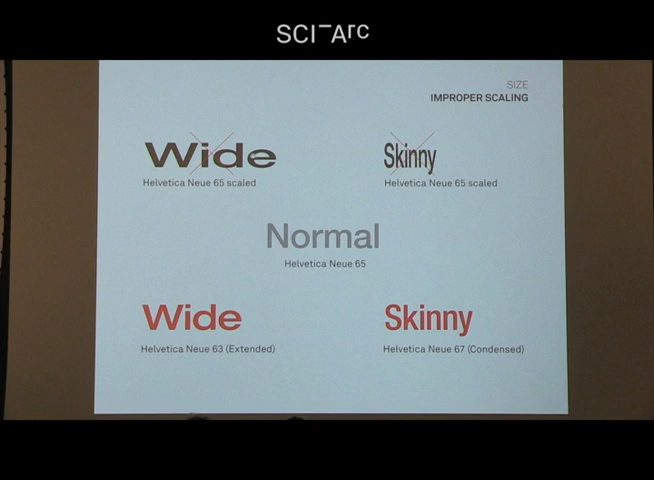 SCI-Arc
SIZE
IMPROPER SCALING
Wide
Helvetica Neue 65 scaled
Skinny
Helvetica Neue 65 scaled
Normal
Helvetica Neue 65
Wide
Helvetica Neue 63 (Extended)
Skinny
Helvetica Neue 67 (Condensed)